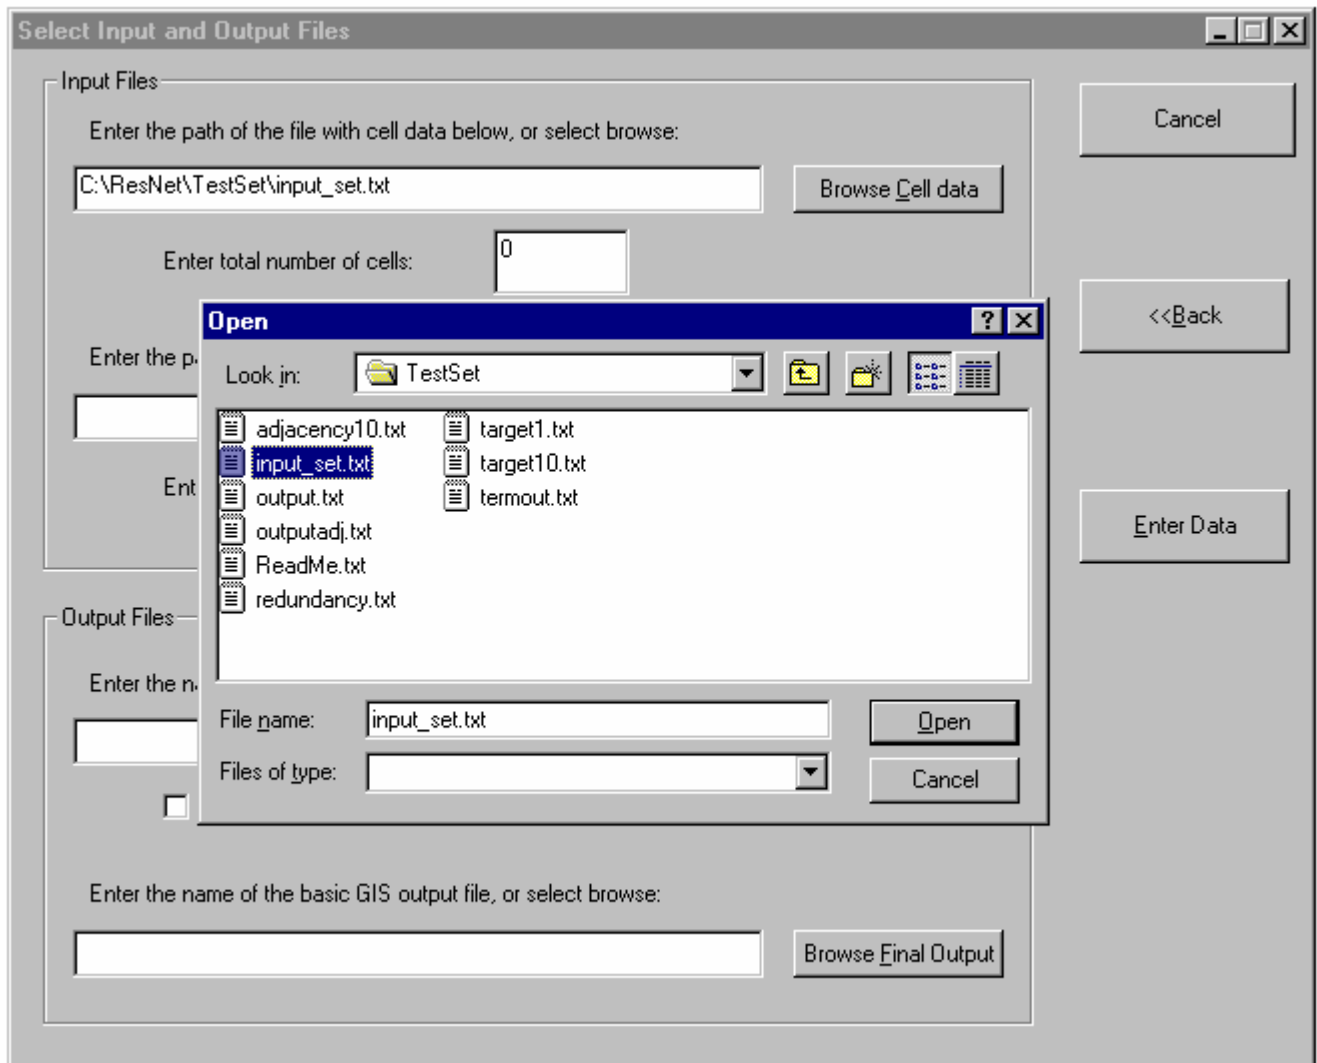 Select Input and Output Files
Input Files
Enter the path of the file with cell data below, or select browse:
C:\ResNet\TestSet\input_set.txt
Browse Cell data
Cancel
Enter total number of cells:
0
<<Back
Enter the pa
Ent
Enter Data
Open
Look in:
TestSet
adjacency10.txt
input_set.txt
output.txt
outputadj.txt
ReadMe.txt
redundancy.txt
target1.txt
target10.txt
termout.txt
File name:
input_set.txt
Open
Files of type:
Cancel
Output Files
Enter the n
Enter the name of the basic GIS output file, or select browse:
Browse Final Output